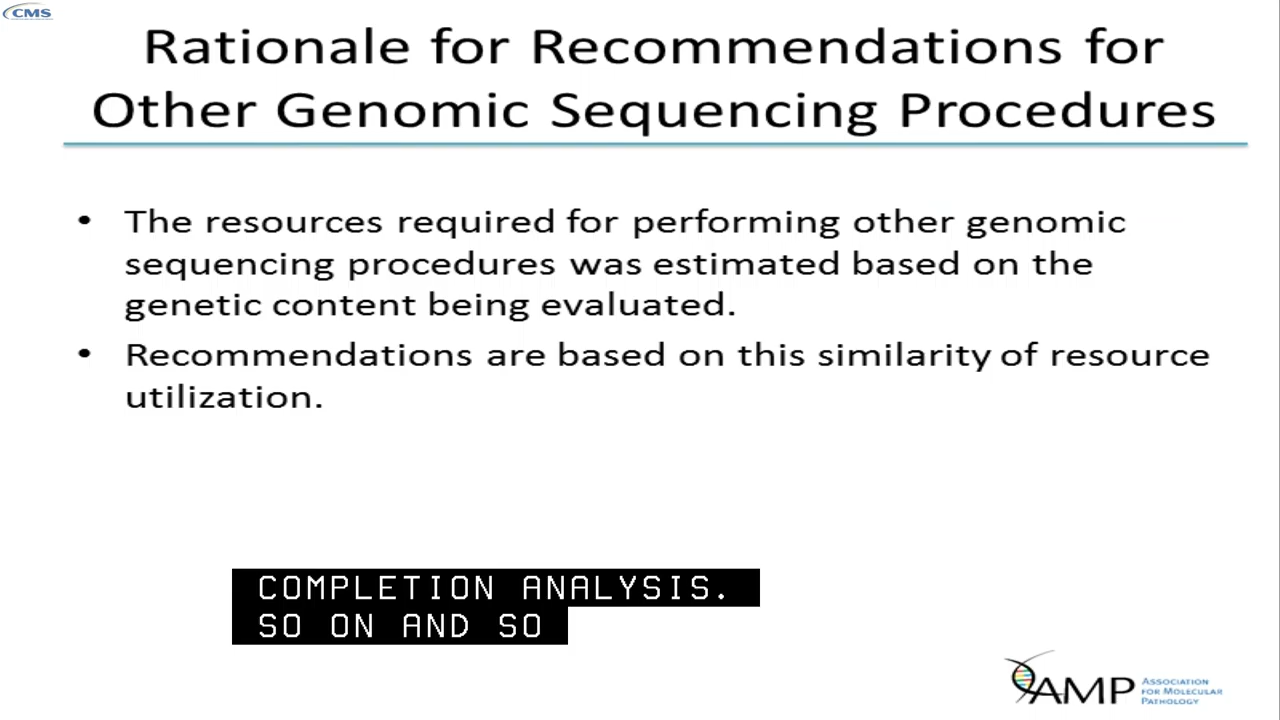 CMS
Rationale for Recommendations for
Other Genomic Sequencing Procedures
• The resources required for performing other genomic
sequencing procedures was estimated based on the
genetic content being evaluated.
• Recommendations are based on this similarity of resource
utilization.
COMPLETION ANALYSIS.
SO ON AND SO
AMP
ASSOCIATION
FOR MOLECULAR
PATHOLOGY